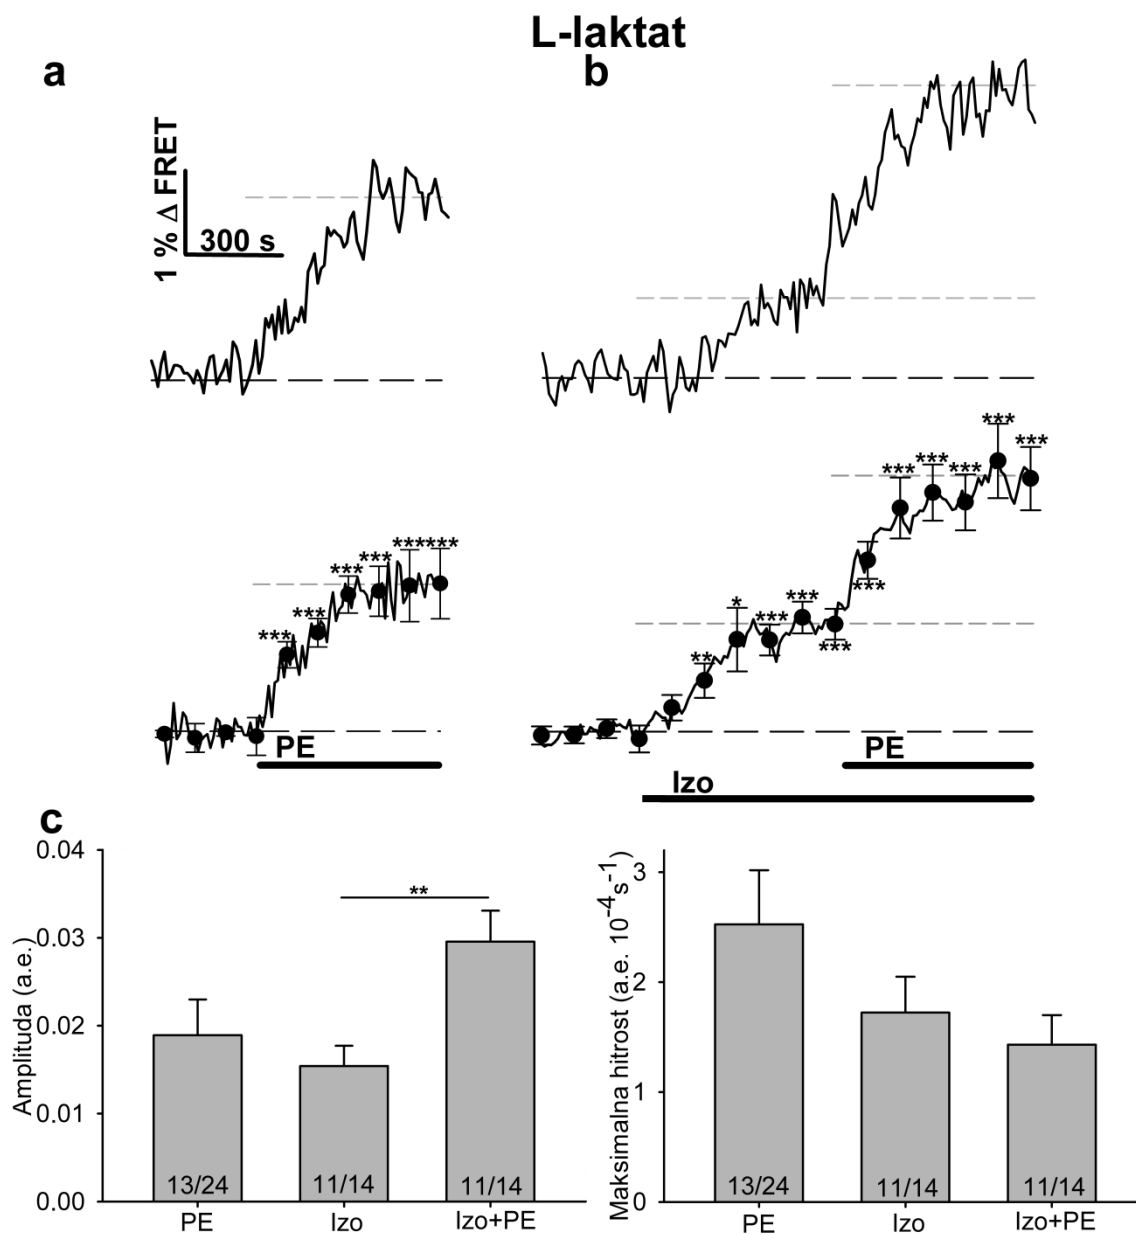 L-laktat
a
b
1 % Δ FRET
300 s
*** *** *** *** *** ***
** * *** *** *** *** *** *** *** *** ***
PE
PE
Izo
c
Amplituda (a.e.)
0.04
0.03
0.02
0.01
0.00
**
13/24
11/14
11/14
PE
Izo
Izo+PE
Maksimalna hitrost (a.e. 10⁻⁴s⁻¹)
3
2
1
0
13/24
11/14
11/14
PE
Izo
Izo+PE